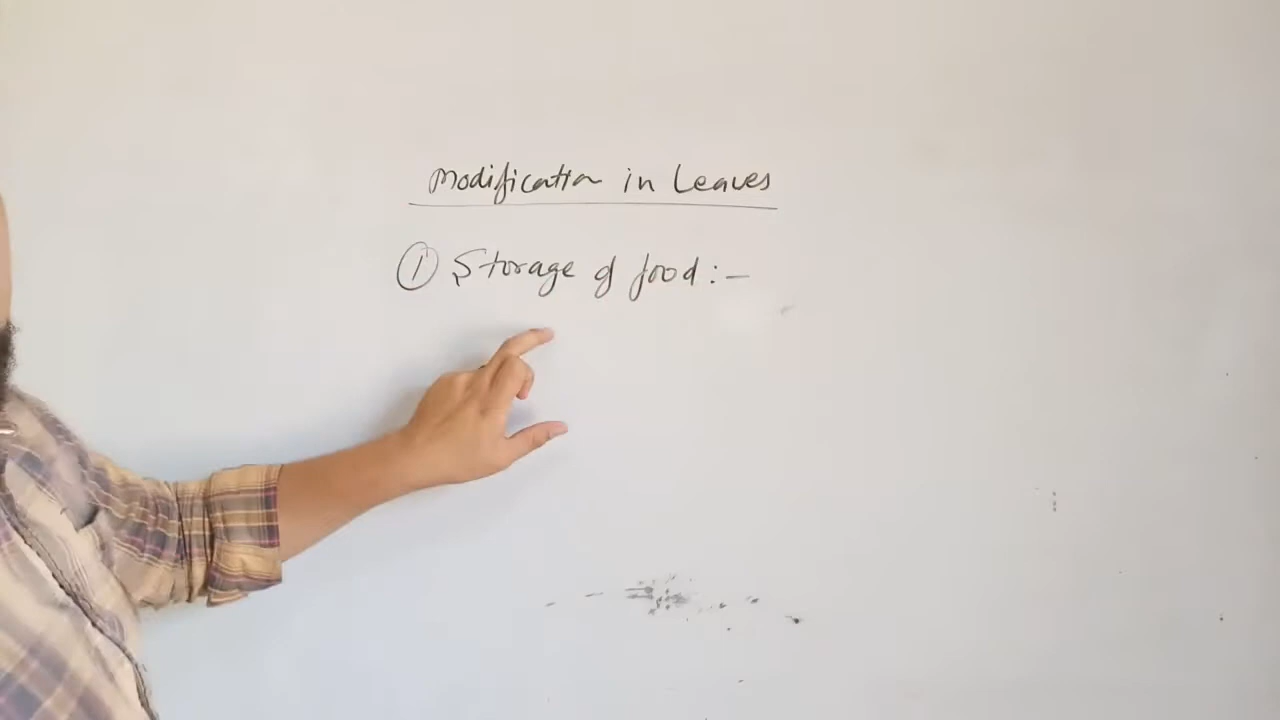 Modification in Leaves
① Storage of food :-